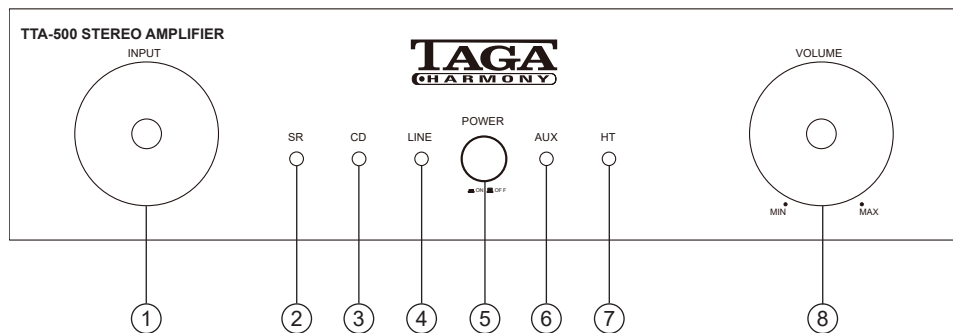 TTA-500 STEREO AMPLIFIER
INPUT
TAGA
HARMONY
VOLUME
POWER
SR CD LINE AUX HT
ON OFF
MIN MAX
1 2 3 4 5 6 7 8